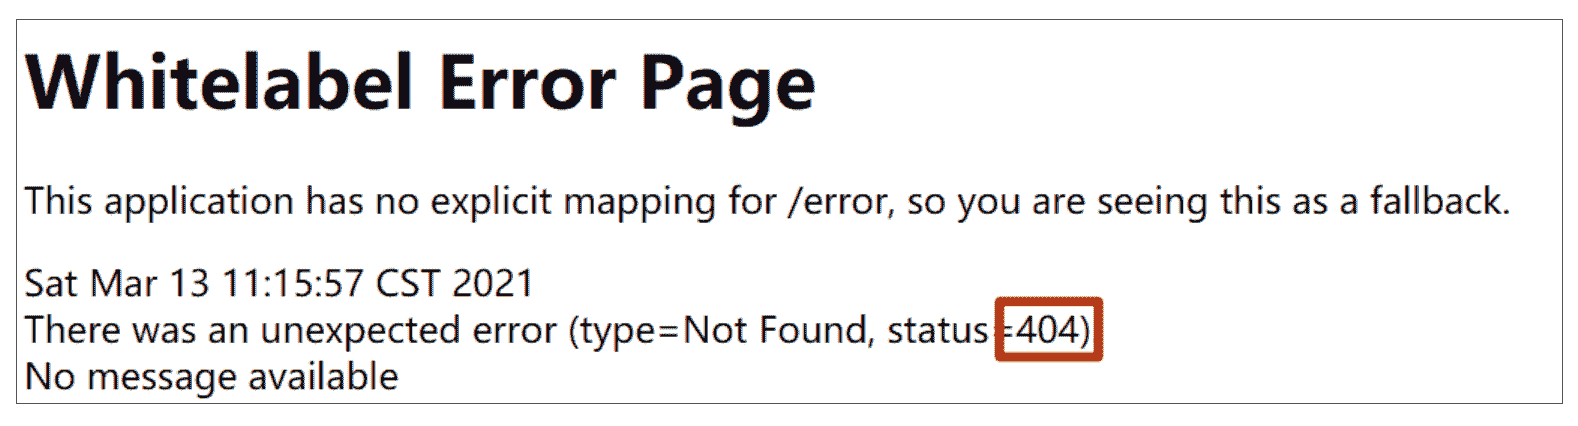 Whitelabel Error Page
This application has no explicit mapping for /error, so you are seeing this as a fallback.
Sat Mar 13 11:15:57 CST 2021
There was an unexpected error (type=Not Found, status=404)
No message available